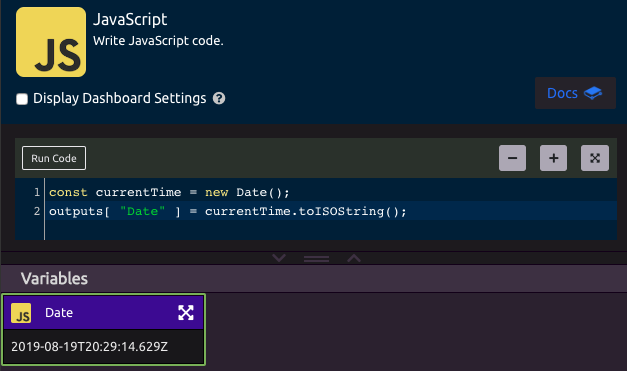 JS
JavaScript
Write JavaScript code.
Display Dashboard Settings ?
Docs
Run Code
1 const currentTime = new Date();
2 outputs[ "Date" ] = currentTime.toISOString();
Variables
JS Date
2019-08-19T20:29:14.629Z